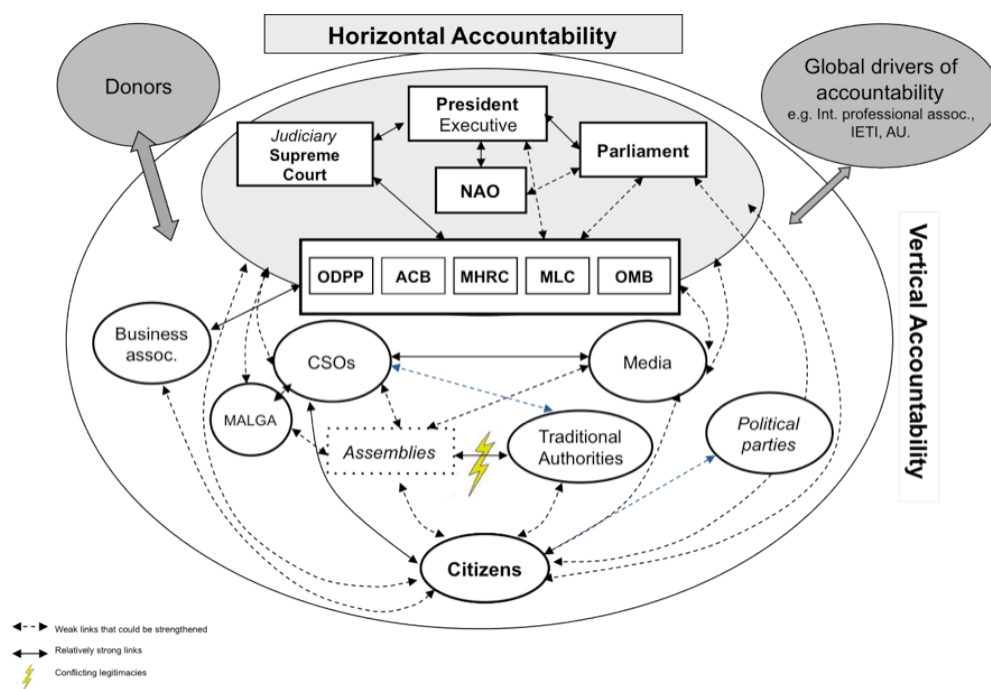 Horizontal Accountability
Donors
Global drivers of
accountability
e.g. Int. professional assoc.,
IETI, AU.
President
Executive
Judiciary
Supreme
Court
Parliament
NAO
ODPP
ACB
MHRC
MLC
OMB
Vertical Accountability
Business
assoc.
CSOs
Media
MALGA
Assemblies
Traditional
Authorities
Political
parties
Citizens
Weak links that could be strengthened
Relatively strong links
Conflicting legitimacies